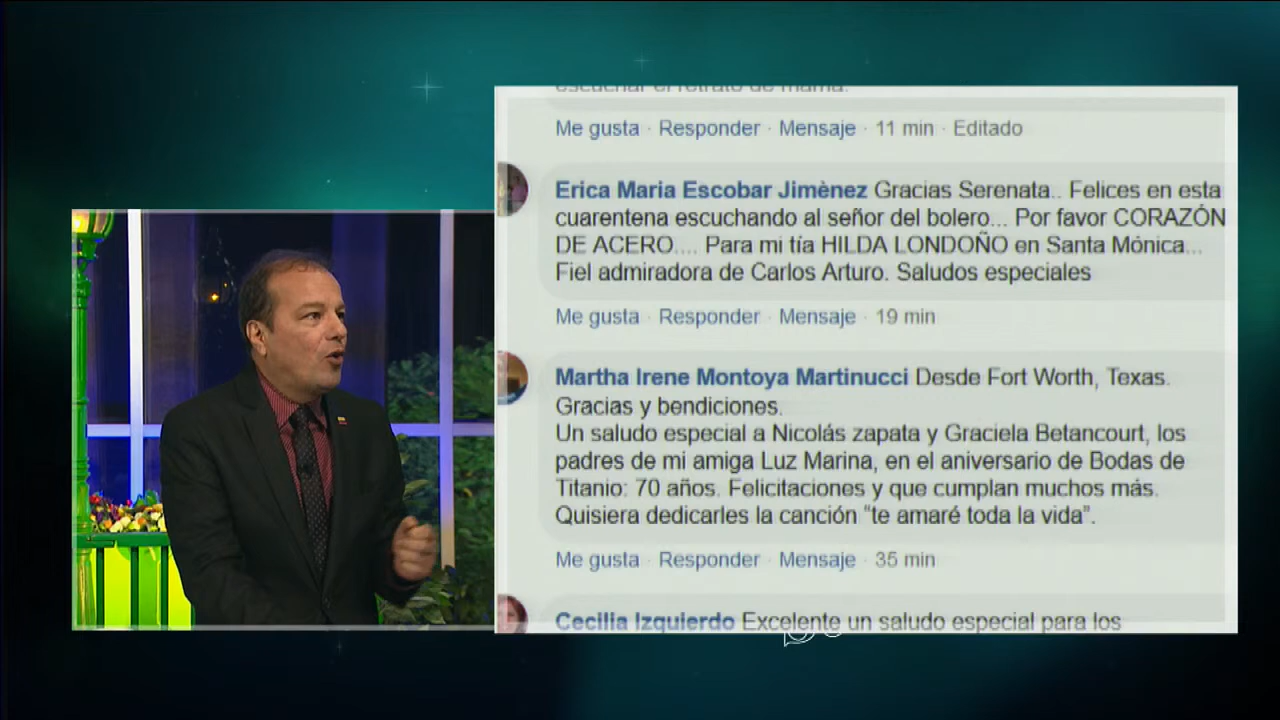 escuchar el retrato de mamá.
Me gusta · Responder · Mensaje · 11 min · Editado
Erica Maria Escobar Jimènez Gracias Serenata.. Felices en esta
cuarentena escuchando al señor del bolero... Por favor CORAZÓN
DE ACERO.... Para mi tía HILDA LONDOÑO en Santa Mónica...
Fiel admiradora de Carlos Arturo. Saludos especiales
Me gusta · Responder · Mensaje · 19 min
Martha Irene Montoya Martinucci Desde Fort Worth, Texas.
Gracias y bendiciones.
Un saludo especial a Nicolás zapata y Graciela Betancourt, los
padres de mi amiga Luz Marina, en el aniversario de Bodas de
Titanio: 70 años. Felicitaciones y que cumplan muchos más.
Quisiera dedicarles la canción “te amaré toda la vida”.
Me gusta · Responder · Mensaje · 35 min
Cecilia Izquierdo Excelente un saludo especial para los